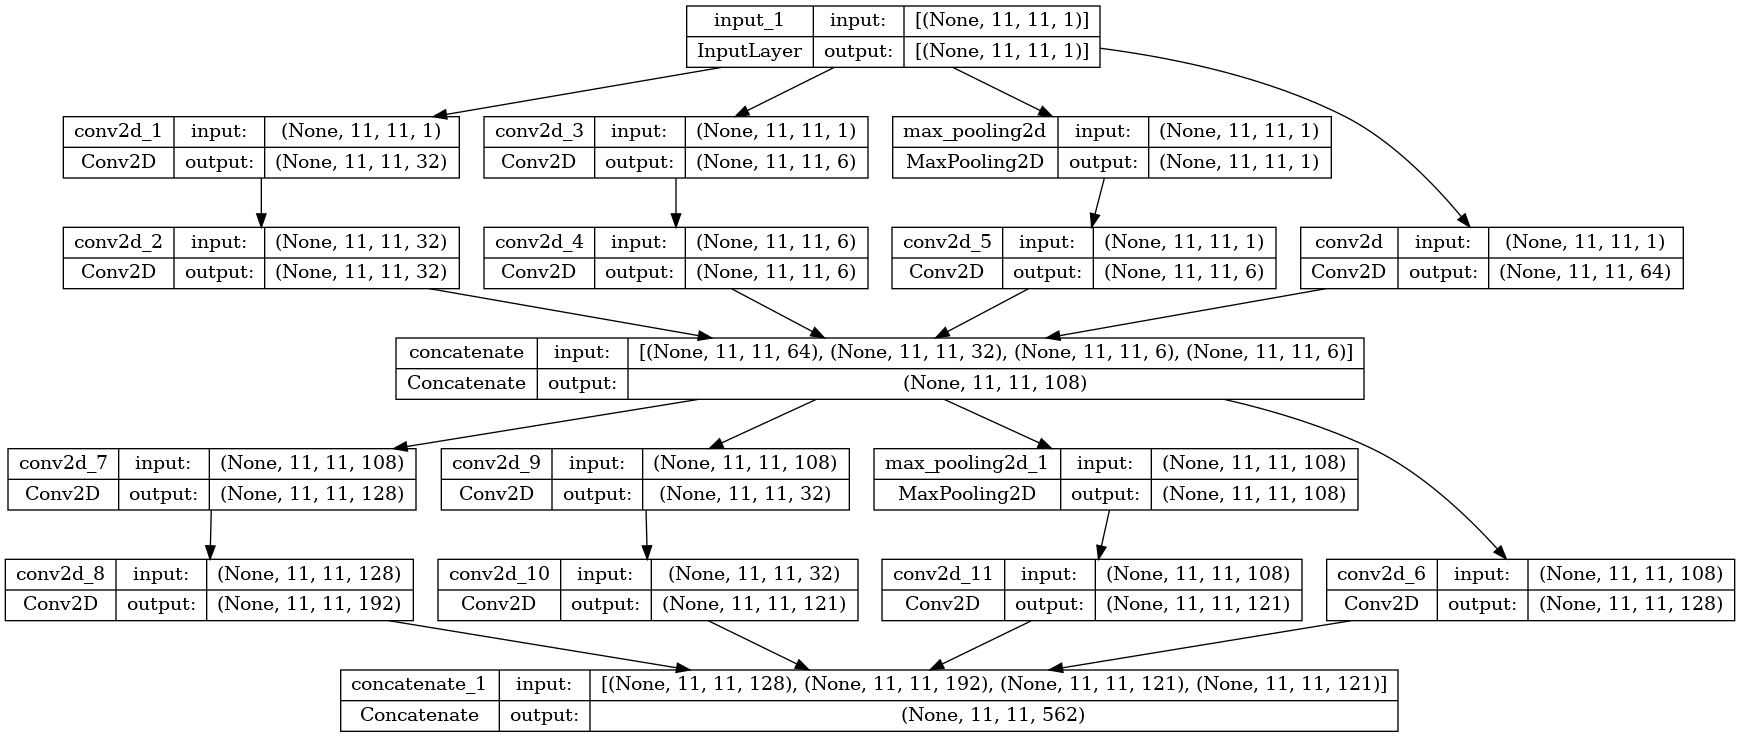 input_1 input: [(None, 11, 11, 1)]
InputLayer output: [(None, 11, 11, 1)]
conv2d_1 input: (None, 11, 11, 1)
Conv2D output: (None, 11, 11, 32)
conv2d_3 input: (None, 11, 11, 1)
Conv2D output: (None, 11, 11, 6)
max_pooling2d input: (None, 11, 11, 1)
MaxPooling2D output: (None, 11, 11, 1)
conv2d_2 input: (None, 11, 11, 32)
Conv2D output: (None, 11, 11, 32)
conv2d_4 input: (None, 11, 11, 6)
Conv2D output: (None, 11, 11, 6)
conv2d_5 input: (None, 11, 11, 1)
Conv2D output: (None, 11, 11, 6)
conv2d input: (None, 11, 11, 1)
Conv2D output: (None, 11, 11, 64)
concatenate input: [(None, 11, 11, 64), (None, 11, 11, 32), (None, 11, 11, 6), (None, 11, 11, 6)]
Concatenate output: (None, 11, 11, 108)
conv2d_7 input: (None, 11, 11, 108)
Conv2D output: (None, 11, 11, 128)
conv2d_9 input: (None, 11, 11, 108)
Conv2D output: (None, 11, 11, 32)
max_pooling2d_1 input: (None, 11, 11, 108)
MaxPooling2D output: (None, 11, 11, 108)
conv2d_8 input: (None, 11, 11, 128)
Conv2D output: (None, 11, 11, 192)
conv2d_10 input: (None, 11, 11, 32)
Conv2D output: (None, 11, 11, 121)
conv2d_11 input: (None, 11, 11, 108)
Conv2D output: (None, 11, 11, 121)
conv2d_6 input: (None, 11, 11, 108)
Conv2D output: (None, 11, 11, 128)
concatenate_1 input: [(None, 11, 11, 128), (None, 11, 11, 192), (None, 11, 11, 121), (None, 11, 11, 121)]
Concatenate output: (None, 11, 11, 562)